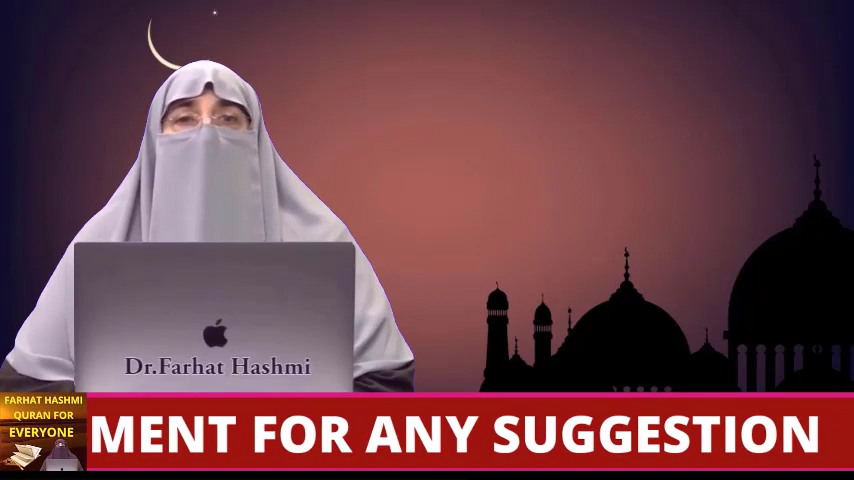 Dr.Farhat Hashmi
FARHAT HASHMI
QURAN FOR
EVERYONE
MENT FOR ANY SUGGESTION